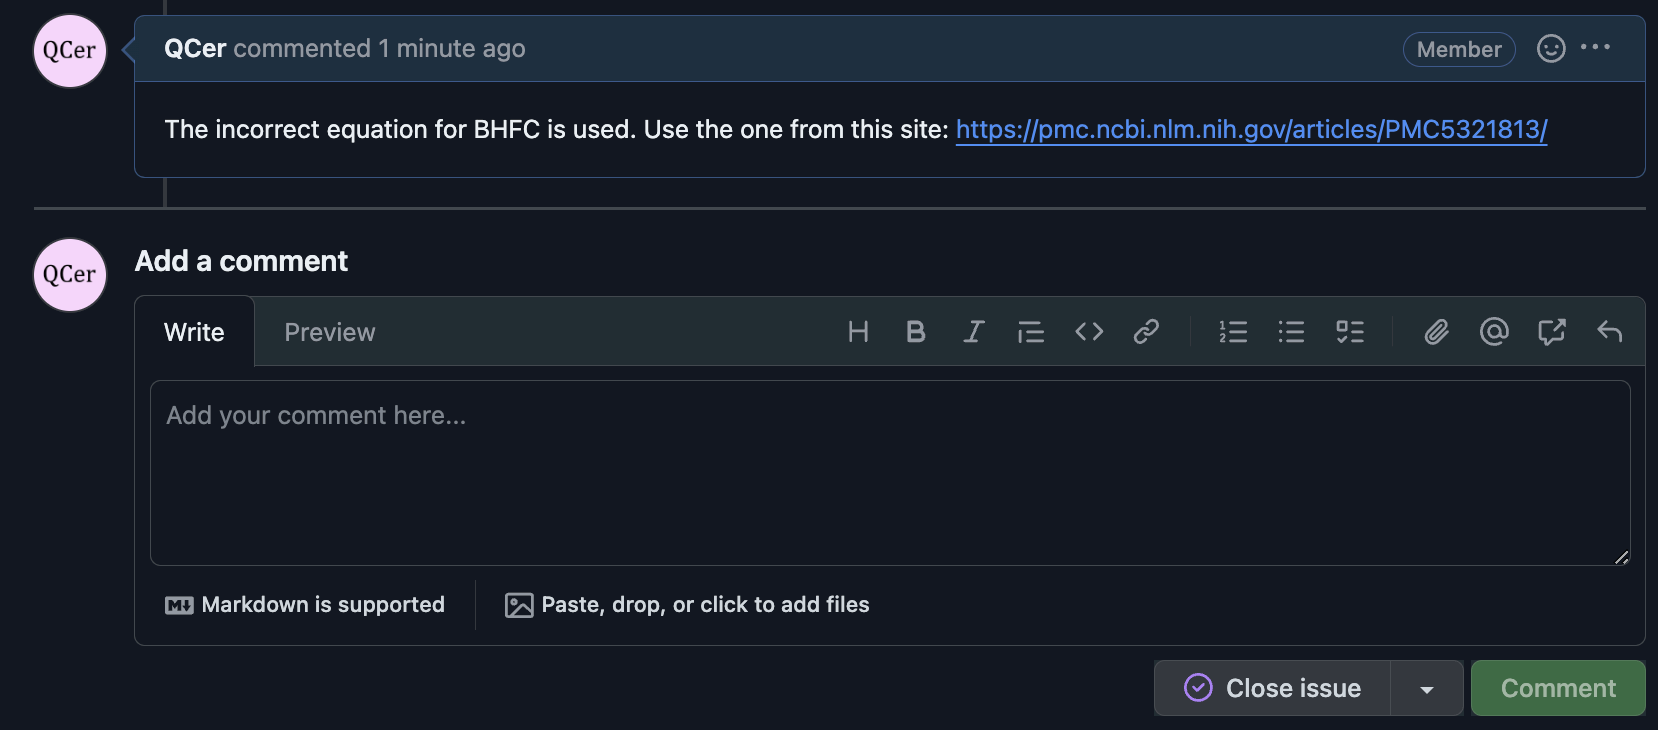 QCer
QCer commented 1 minute ago
Member
The incorrect equation for BHFC is used. Use the one from this site: https://pmc.ncbi.nlm.nih.gov/articles/PMC5321813/
QCer
Add a comment
Write
Preview
Add your comment here...
Markdown is supported
Paste, drop, or click to add files
Close issue
Comment